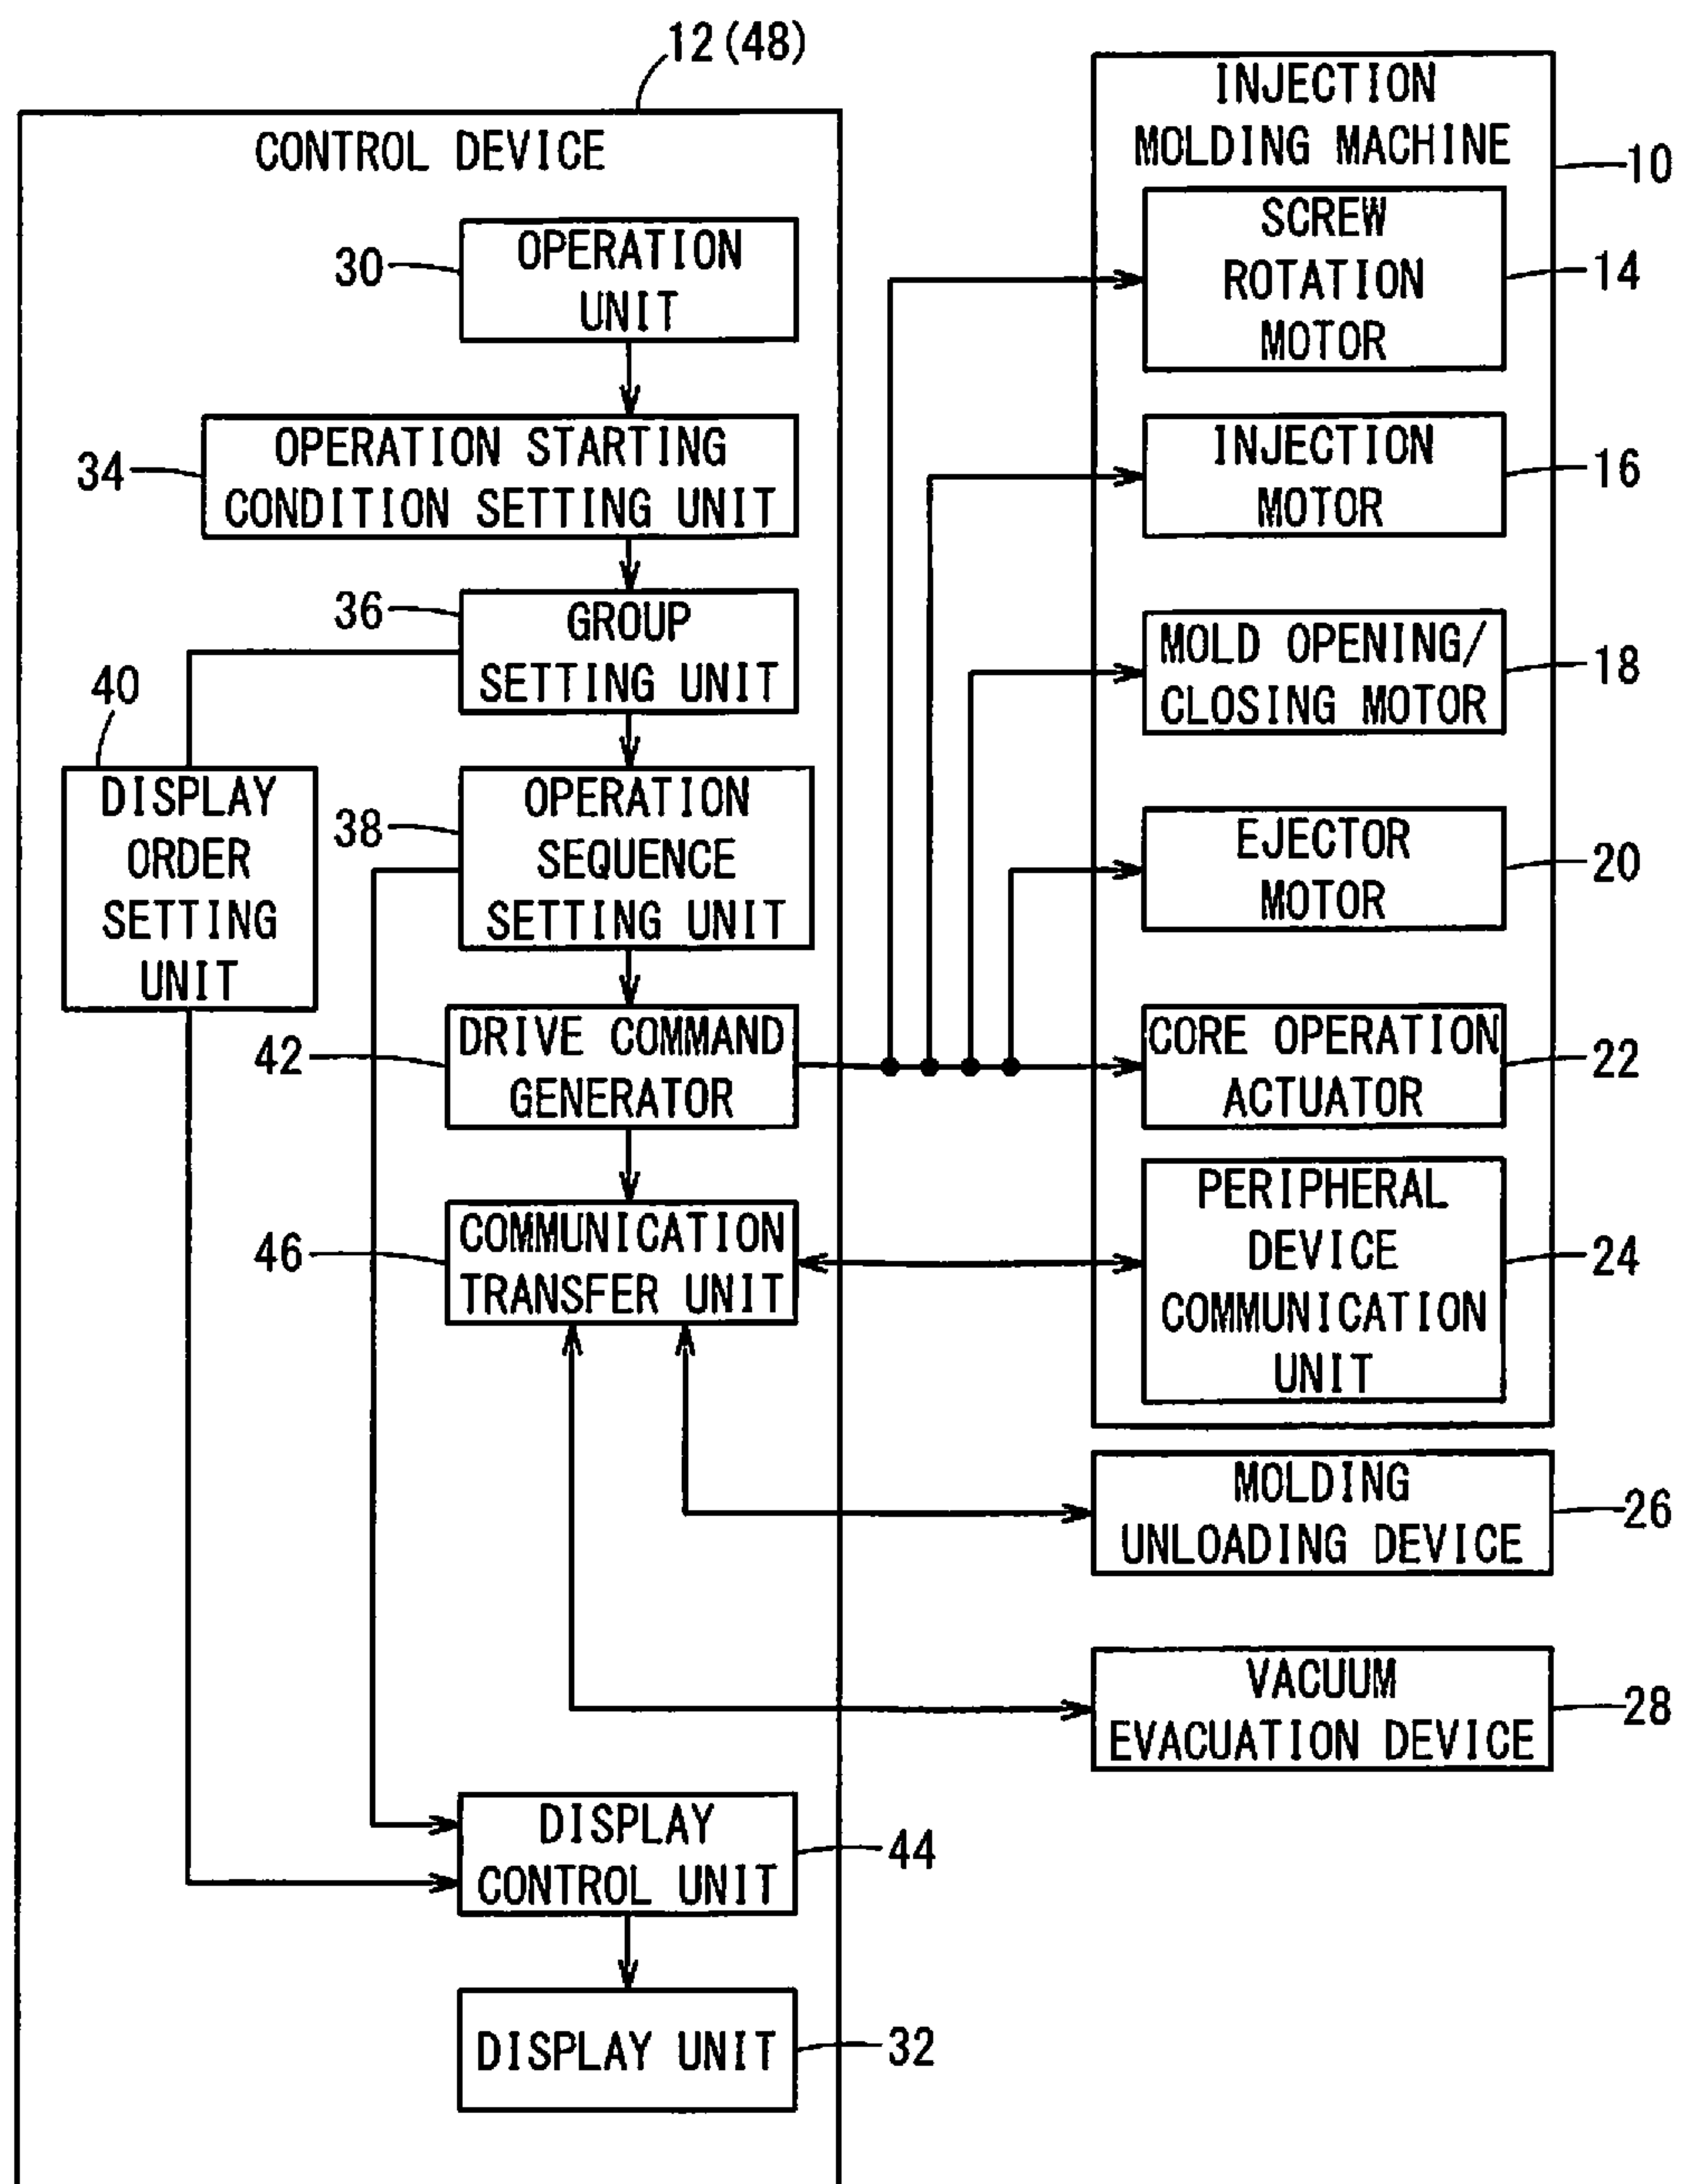 12(48)
CONTROL DEVICE
30
OPERATION
UNIT
34
OPERATION STARTING
CONDITION SETTING UNIT
36
GROUP
SETTING UNIT
40
DISPLAY
ORDER
SETTING
UNIT
38
OPERATION
SEQUENCE
SETTING UNIT
42
DRIVE COMMAND
GENERATOR
46
COMMUNICATION
TRANSFER UNIT
DISPLAY
CONTROL UNIT
44
DISPLAY UNIT
32
INJECTION
MOLDING MACHINE
10
SCREW
ROTATION
MOTOR
14
INJECTION
MOTOR
16
MOLD OPENING/
CLOSING MOTOR
18
EJECTOR
MOTOR
20
CORE OPERATION
ACTUATOR
22
PERIPHERAL
DEVICE
COMMUNICATION
UNIT
24
MOLDING
UNLOADING DEVICE
26
VACUUM
EVACUATION DEVICE
28